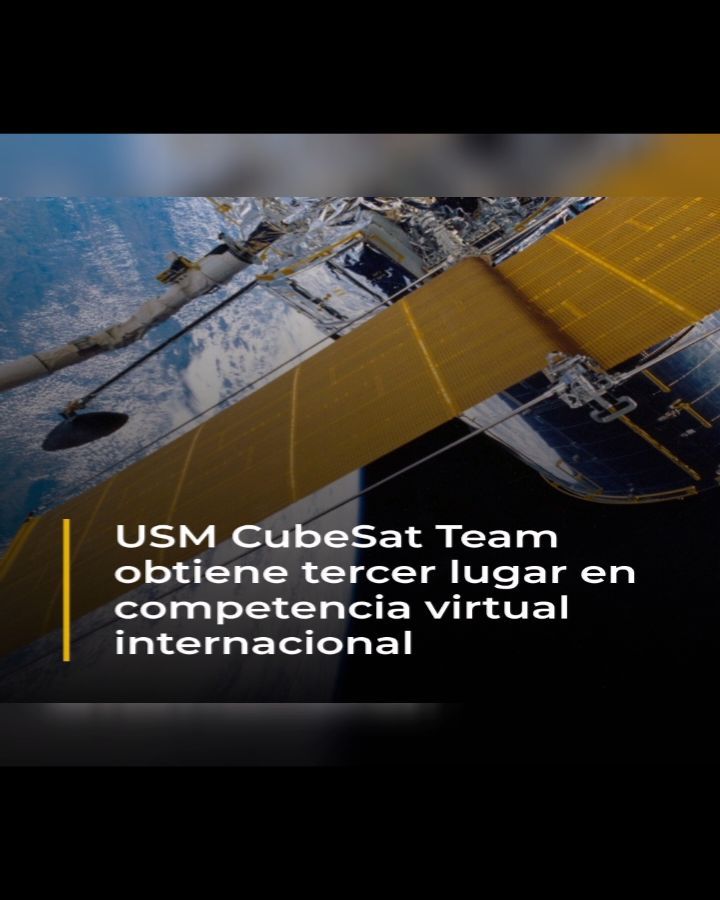 USM CubeSat Team
obtiene tercer lugar en
competencia virtual
internacional